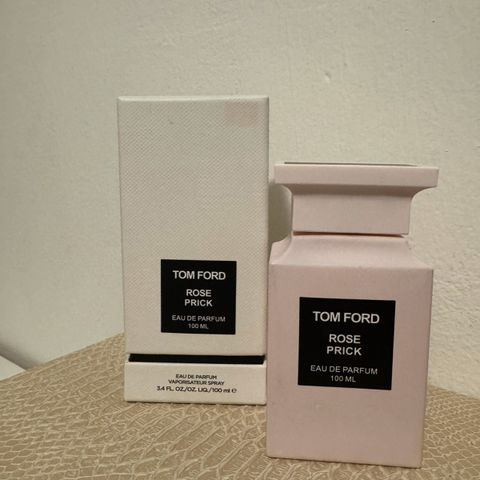 TOM FORD
ROSE
PRICK
EAU DE PARFUM
100 ML
EAU DE PARFUM
VAPORISATEUR SPRAY
3.4 FL. OZ./OZ. LIQ./100 ml ℮
TOM FORD
ROSE
PRICK
EAU DE PARFUM
100 ML